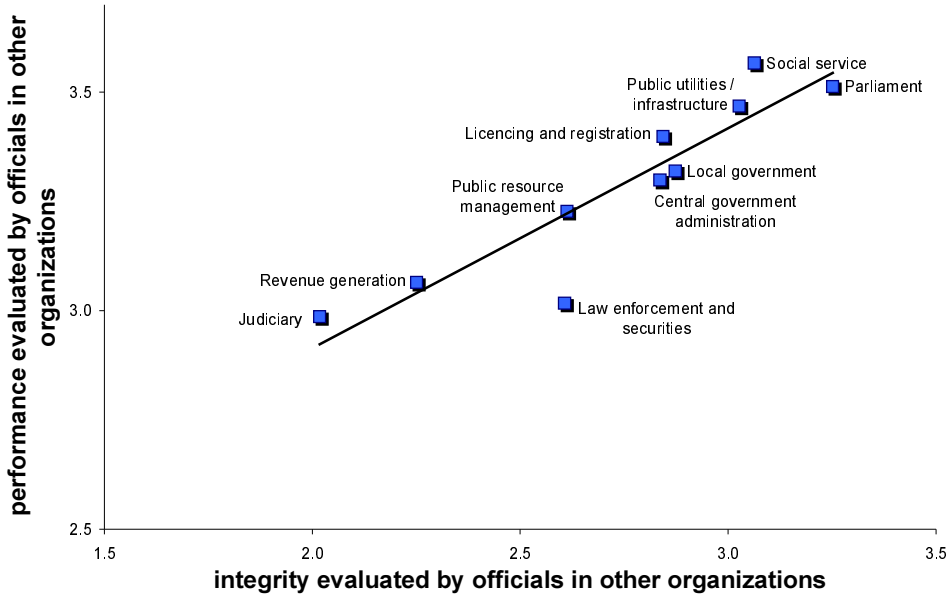 performance evaluated by officials in other
organizations
3.5
3.0
2.5
Social service
Public utilities /
infrastructure
Parliament
Licencing and registration
Local government
Public resource
management
Central government
administration
Revenue generation
Law enforcement and
securities
Judiciary
1.5
2.0
2.5
3.0
3.5
integrity evaluated by officials in other organizations